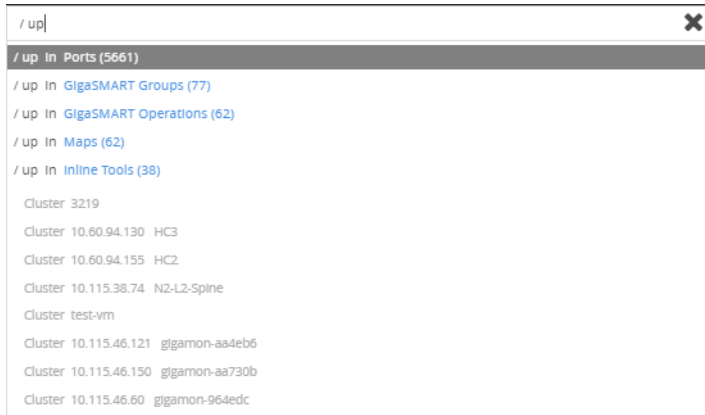 / up
/ up in Ports (5661)
/ up in GigaSMART Groups (77)
/ up in GigaSMART Operations (62)
/ up in Maps (62)
/ up in Inline Tools (38)
Cluster 3219
Cluster 10.60.94.130 HC3
Cluster 10.60.94.155 HC2
Cluster 10.115.38.74 N2-L2-Spine
Cluster test-vm
Cluster 10.115.46.121 gigamon-aa4eb6
Cluster 10.115.46.150 gigamon-aa730b
Cluster 10.115.46.60 gigamon-964edc